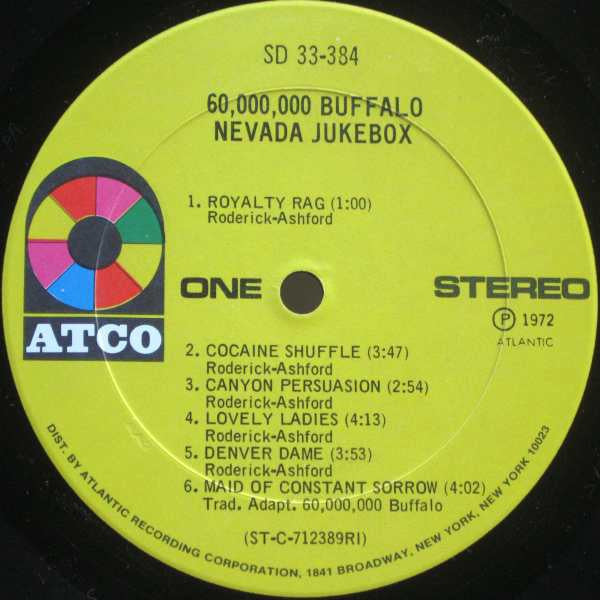 SD 33-384
60,000,000 BUFFALO
NEVADA JUKEBOX
1. ROYALTY RAG (1:00)
Roderick-Ashford
ATCO
ONE
STEREO
P 1972
ATLANTIC
2. COCAINE SHUFFLE (3:47)
Roderick-Ashford
3. CANYON PERSUASION (2:54)
Roderick-Ashford
4. LOVELY LADIES (4:13)
Roderick-Ashford
5. DENVER DAME (3:53)
Roderick-Ashford
6. MAID OF CONSTANT SORROW (4:02)
Trad. Adapt. 60,000,000 Buffalo
(ST-C-712389RI)
DIST. BY ATLANTIC RECORDING CORPORATION, 1841 BROADWAY, NEW YORK, NEW YORK 10023